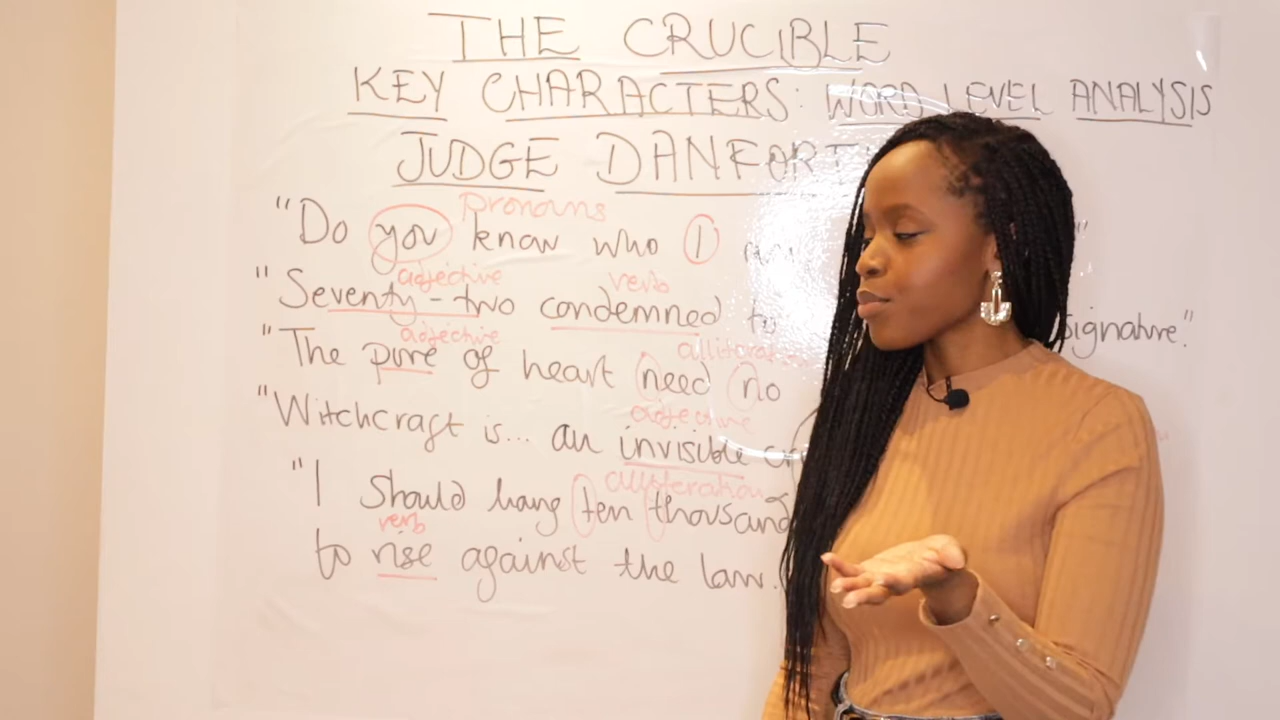 THE CRUCIBLE
KEY CHARACTERS: WORD LEVEL ANALYSIS
JUDGE DANFORT
pronouns
"Do you know who I am "
adjective verb
"Seventy-two condemned to signature."
adjective alliteration
"The pure of heart need no
adjective
"Witchcraft is... an invisible
alliteration
"I should hang ten thousand
verb
to rise against the law.